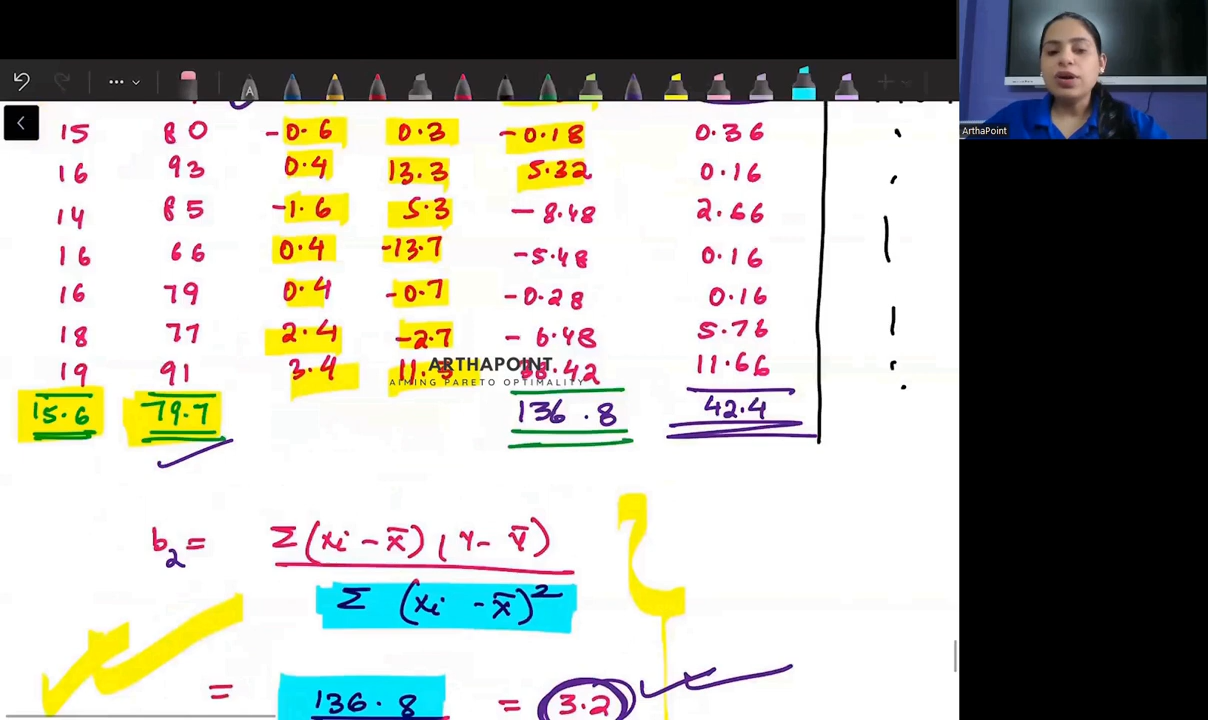 A
ArthaPoint
15 80 -0.6 0.3 -0.18 0.36
16 93 0.4 13.3 5.32 0.16
14 85 -1.6 5.3 -8.48 2.66
16 66 0.4 -13.7 -5.48 0.16
16 79 0.4 -0.7 -0.28 0.16
18 77 2.4 -2.7 -6.48 5.76
19 91 3.4 .42 11.66
ARTHAPOINT
AIMING PARETO OPTIMALITY
15.6 79.7 136.8 42.4
b2 = Σ(xi - x̄) (Y - Ȳ)
Σ (xi - x̄)2
= 136.8 = 3.2